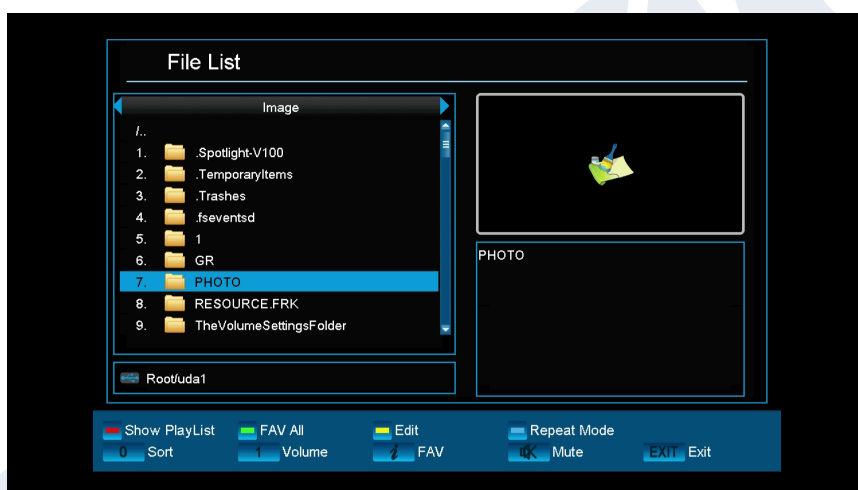 File List
Image
/..
1. .Spotlight-V100
2. .TemporaryItems
3. .Trashes
4. .fseventsd
5. 1
6. GR
7. PHOTO
8. RESOURCE.FRK
9. TheVolumeSettingsFolder
PHOTO
Root/uda1
Show PlayList FAV All Edit Repeat Mode
0 Sort 1 Volume i FAV Mute EXIT Exit